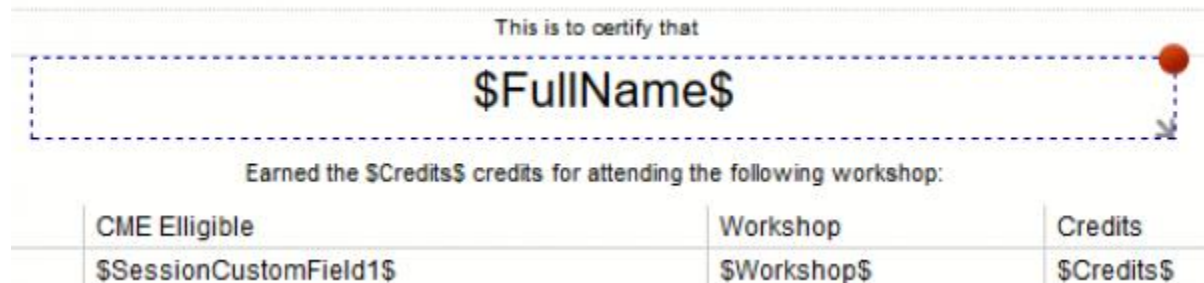 This is to certify that
$FullName$
Earned the $Credits$ credits for attending the following workshop:
CME Elligible Workshop Credits
$SessionCustomField1$ $Workshop$ $Credits$